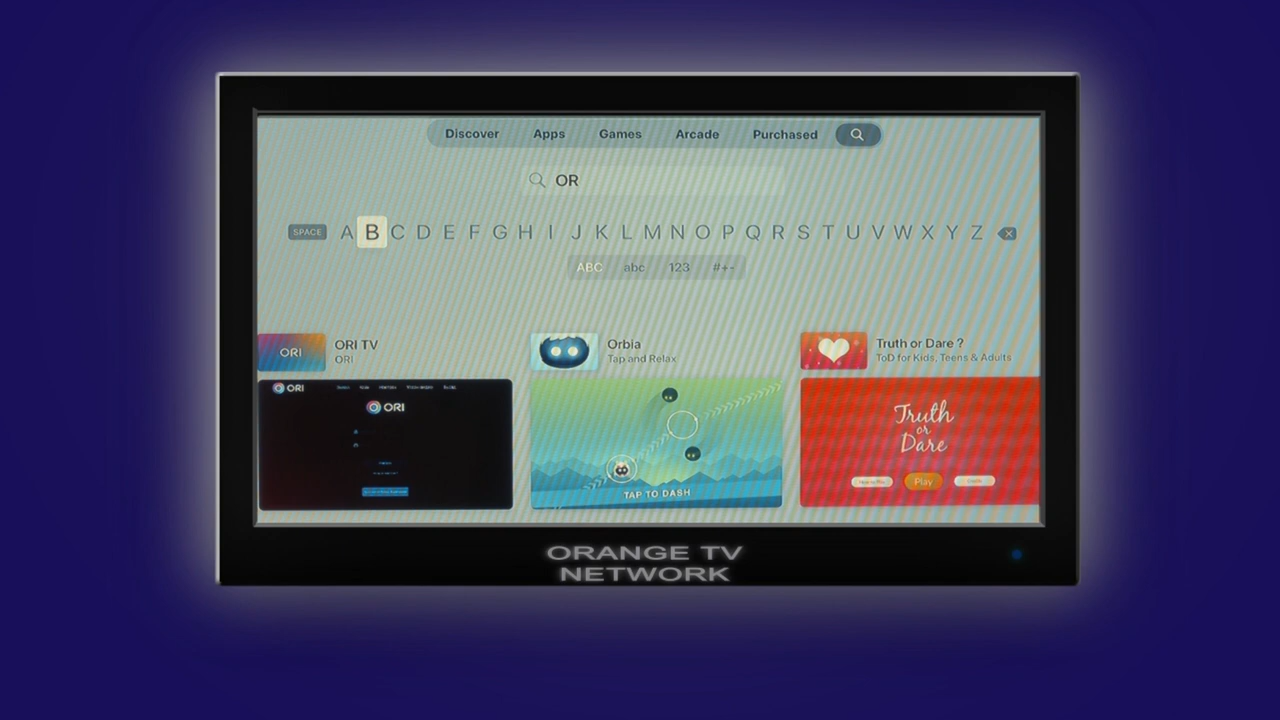 Discover Apps Games Arcade Purchased
OR
SPACE A B C D E F G H I J K L M N O P Q R S T U V W X Y Z
ABC abc 123 #+-
ORI
ORI TV
ORI
Orbia
Tap and Relax
Truth or Dare ?
ToD for Kids, Teens & Adults
ORI
ORI
TAP TO DASH
Truth
or
Dare
Play
ORANGE TV
NETWORK